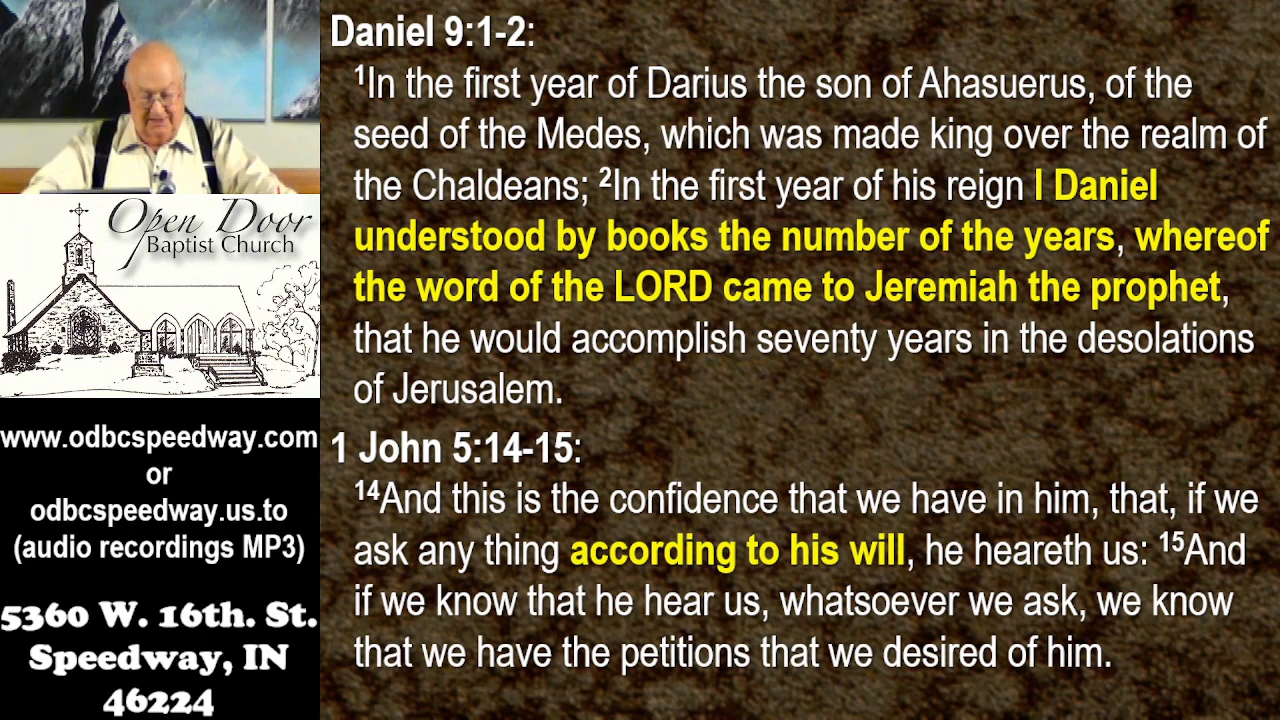 Open Door
Baptist Church
www.odbcspeedway.com
or
odbcspeedway.us.to
(audio recordings MP3)
5360 W. 16th. St.
Speedway, IN
46224
Daniel 9:1-2:
¹In the first year of Darius the son of Ahasuerus, of the
seed of the Medes, which was made king over the realm of
the Chaldeans; ²In the first year of his reign I Daniel
understood by books the number of the years, whereof
the word of the LORD came to Jeremiah the prophet,
that he would accomplish seventy years in the desolations
of Jerusalem.
1 John 5:14-15:
¹⁴And this is the confidence that we have in him, that, if we
ask any thing according to his will, he heareth us: ¹⁵And
if we know that he hear us, whatsoever we ask, we know
that we have the petitions that we desired of him.